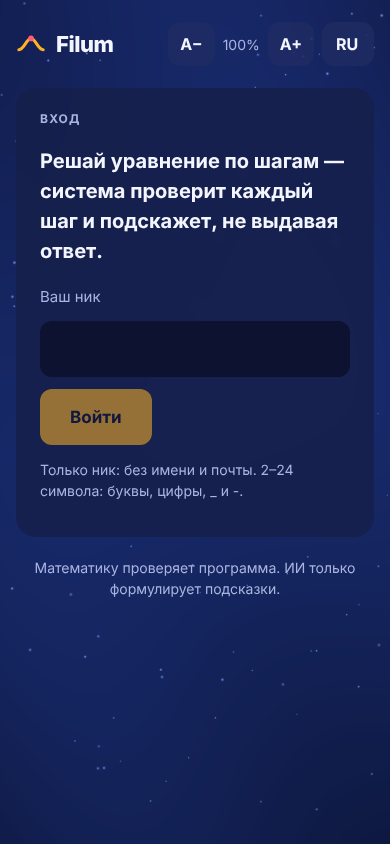 Filum
A− 100% A+ RU
ВХОД
Решай уравнение по шагам —
система проверит каждый
шаг и подскажет, не выдавая
ответ.
Ваш ник
Войти
Только ник: без имени и почты. 2–24
символа: буквы, цифры, _ и -.
Математику проверяет программа. ИИ только
формулирует подсказки.